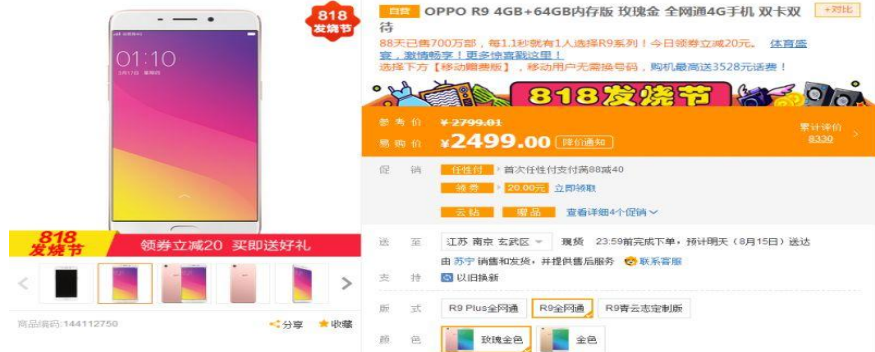 818
发烧节
01:10
818
发烧节
领券立减20 买即送好礼
商品编码:144112750
分享
收藏
自营 OPPO R9 4GB+64GB内存版 玫瑰金 全网通4G手机 双卡双待
+对比
88天已售700万部，每1.1秒就有1人选择R9系列！今日领券立减20元。 体育盛
宴，激情畅享！更多惊喜戳这里！
选择下方【移动赠费版】，移动用户无需换号码，购机最高送3528元话费！
818发烧节
参考价 ¥2799.01
易购价 ¥2499.00 降价通知
累计评价
8330
促销 任性付 首次任性付支付满88减40
领券 20.00元 立即领取
云钻 赠品 查看详细4个促销
送至 江苏 南京 玄武区 现货 23:59前完成下单，预计明天（8月15日）送达
由 苏宁 销售和发货，并提供售后服务 联系客服
支持 以旧换新
版式 R9 Plus全网通 R9全网通 R9青云志定制版
颜色 玫瑰金色 金色